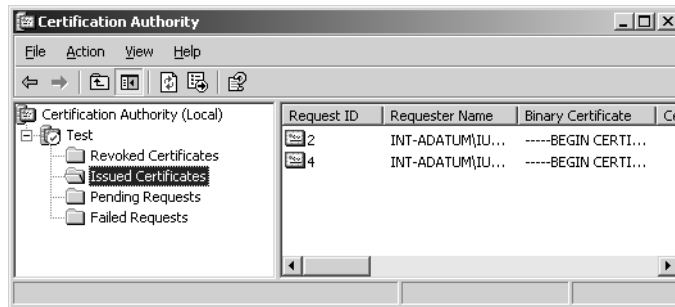 Certification Authority
File Action View Help
Certification Authority (Local)
Test
Revoked Certificates
Issued Certificates
Pending Requests
Failed Requests
Request ID Requester Name Binary Certificate Ce
2 INT-ADATUM\IU... -----BEGIN CERTI...
4 INT-ADATUM\IU... -----BEGIN CERTI...